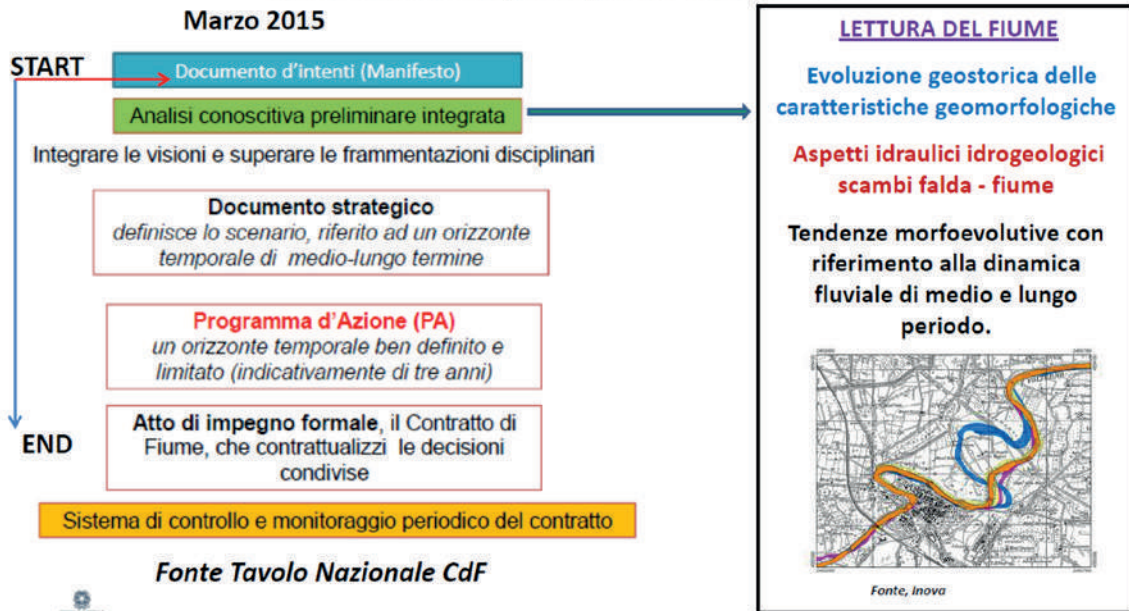 Marzo 2015
START
Documento d'intenti (Manifesto)
Analisi conoscitiva preliminare integrata
Integrare le visioni e superare le frammentazioni disciplinari
Documento strategico
definisce lo scenario, riferito ad un orizzonte
temporale di medio-lungo termine
Programma d'Azione (PA)
un orizzonte temporale ben definito e
limitato (indicativamente di tre anni)
END
Atto di impegno formale, il Contratto di
Fiume, che contrattualizzi le decisioni
condivise
Sistema di controllo e monitoraggio periodico del contratto
Fonte Tavolo Nazionale CdF
LETTURA DEL FIUME
Evoluzione geostorica delle
caratteristiche geomorfologiche
Aspetti idraulici idrogeologici
scambi falda - fiume
Tendenze morfoevolutive con
riferimento alla dinamica
fluviale di medio e lungo
periodo.
Fonte, Inova